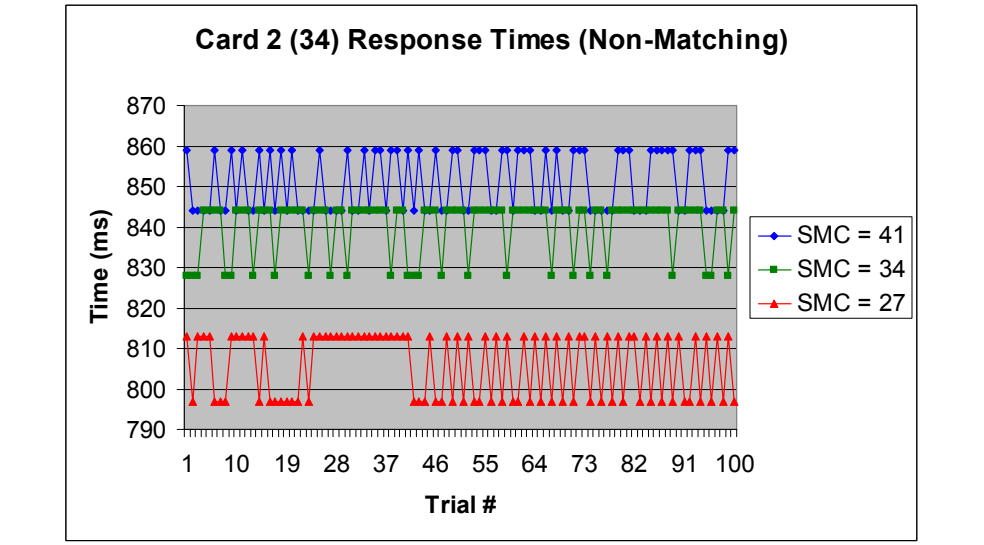 Card 2 (34) Response Times (Non-Matching)
870
860
850
840
830
820
810
800
790
Time (ms)
1 10 19 28 37 46 55 64 73 82 91 100
Trial #
SMC = 41
SMC = 34
SMC = 27